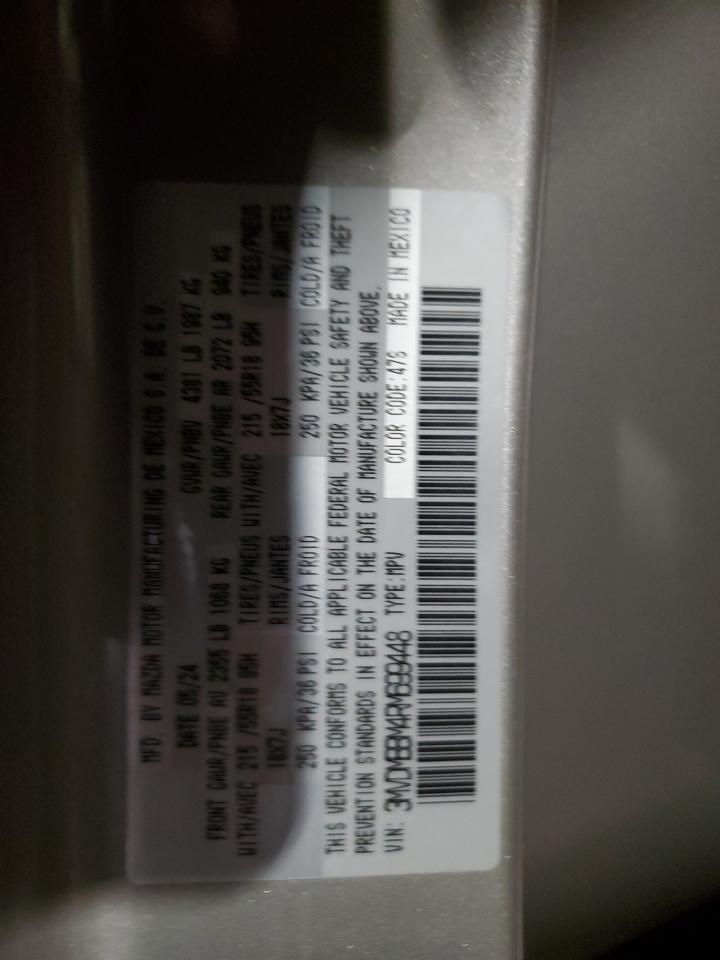 MFD. BY MAZDA MOTOR MANUFACTURING DE MEXICO S.A. DE C.V.
DATE 05/24 GVWR/PNBV 4381 LB 1987 KG
FRONT GAWR/PNBE AV 2355 LB 1068 KG REAR GAWR/PNBE AR 2072 LB 940 KG
WITH/AVEC 215 /55R18 95H TIRES/PNEUS WITH/AVEC 215 /55R18 95H TIRES/PNEUS
18X7J RIMS/JANTES 18X7J RIMS/JANTES
250 KPA/36 PSI COLD/A FROID 250 KPA/36 PSI COLD/A FROID
THIS VEHICLE CONFORMS TO ALL APPLICABLE FEDERAL MOTOR VEHICLE SAFETY AND THEFT
PREVENTION STANDARDS IN EFFECT ON THE DATE OF MANUFACTURE SHOWN ABOVE.
VIN: 3MVDMBBM4RM699448 TYPE:MPV COLOR CODE:47S MADE IN MEXICO